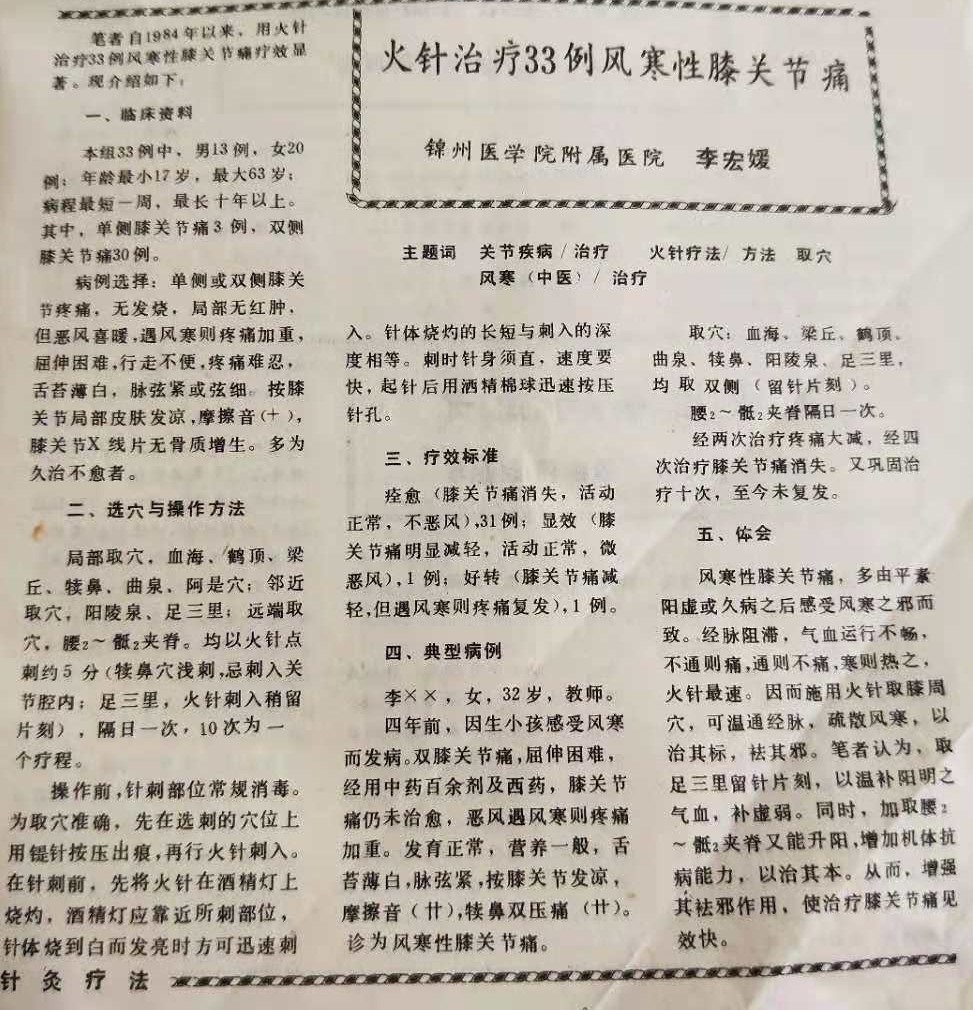 火针治疗33例风寒性膝关节痛
锦州医学院附属医院 李宏媛
主题词 关节疾病/治疗 火针疗法/方法 取穴
风寒(中医)/治疗
笔者自1984年以来,用火针
治疗33例风寒性膝关节痛疗效显
著。现介绍如下:
一、临床资料
本组33例中、男13例,女20
例;年龄最小17岁,最大63岁;
病程最短一周,最长十年以上。
其中,单侧膝关节痛3例,双侧
膝关节痛30例。
病例选择:单侧或双侧膝关
节疼痛,无发烧,局部无红肿,
但恶风喜暖,遇风寒则疼痛加重,
屈伸困难,行走不便,疼痛难忍,
舌苔薄白,脉弦紧或弦细。按膝
关节局部皮肤发凉,摩擦音(+),
膝关节X线片无骨质增生。多为
久治不愈者。
二、选穴与操作方法
局部取穴,血海、鹤顶、梁
丘、犊鼻、曲泉、阿是穴;邻近
取穴,阳陵泉、足三里;远端取
穴,腰2~骶2夹脊。均以火针点
刺约5分(犊鼻穴浅刺,忌刺入关
节腔内;足三里,火针刺入稍留
片刻),隔日一次,10次为一
个疗程。
操作前,针刺部位常规消毒。
为取穴准确,先在选刺的穴位上
用鍉针按压出痕,再行火针刺入。
在针刺前,先将火针在酒精灯上
烧灼,酒精灯应靠近所刺部位,
针体烧到白而发亮时方可迅速刺
入。针体烧灼的长短与刺入的深
度相等。刺时针身须直,速度要
快,起针后用酒精棉球迅速按压
针孔。
三、疗效标准
痊愈(膝关节痛消失,活动
正常,不恶风),31例;显效(膝
关节痛明显减轻,活动正常,微
恶风),1例;好转(膝关节痛减
轻,但遇风寒则疼痛复发),1例。
四、典型病例
李××,女,32岁,教师。
四年前,因生小孩感受风寒
而发病。双膝关节痛,屈伸困难,
经用中药百余剂及西药,膝关节
痛仍未治愈,恶风遇风寒则疼痛
加重。发育正常,营养一般,舌
苔薄白,脉弦紧,按膝关节发凉,
摩擦音(廿),犊鼻双压痛(廿)。
诊为风寒性膝关节痛。
取穴:血海、梁丘、鹤顶、
曲泉、犊鼻、阳陵泉、足三里,
均取双侧(留针片刻)。
腰2~骶2夹脊隔日一次。
经两次治疗疼痛大减,经四
次治疗膝关节痛消失。又巩固治
疗十次,至今未复发。
五、体会
风寒性膝关节痛,多由平素
阳虚或久病之后感受风寒之邪而
致。经脉阻滞,气血运行不畅,
不通则痛,通则不痛,寒则热之,
火针最速。因而施用火针取膝周
穴,可温通经脉,疏散风寒,以
治其标,祛其邪。笔者认为,取
足三里留针片刻,以温补阳明之
气血,补虚弱。同时,加取腰2
~骶2夹脊又能升阳,增加机体抗
病能力,以治其本。从而,增强
其祛邪作用,使治疗膝关节痛见
效快。
针灸疗法